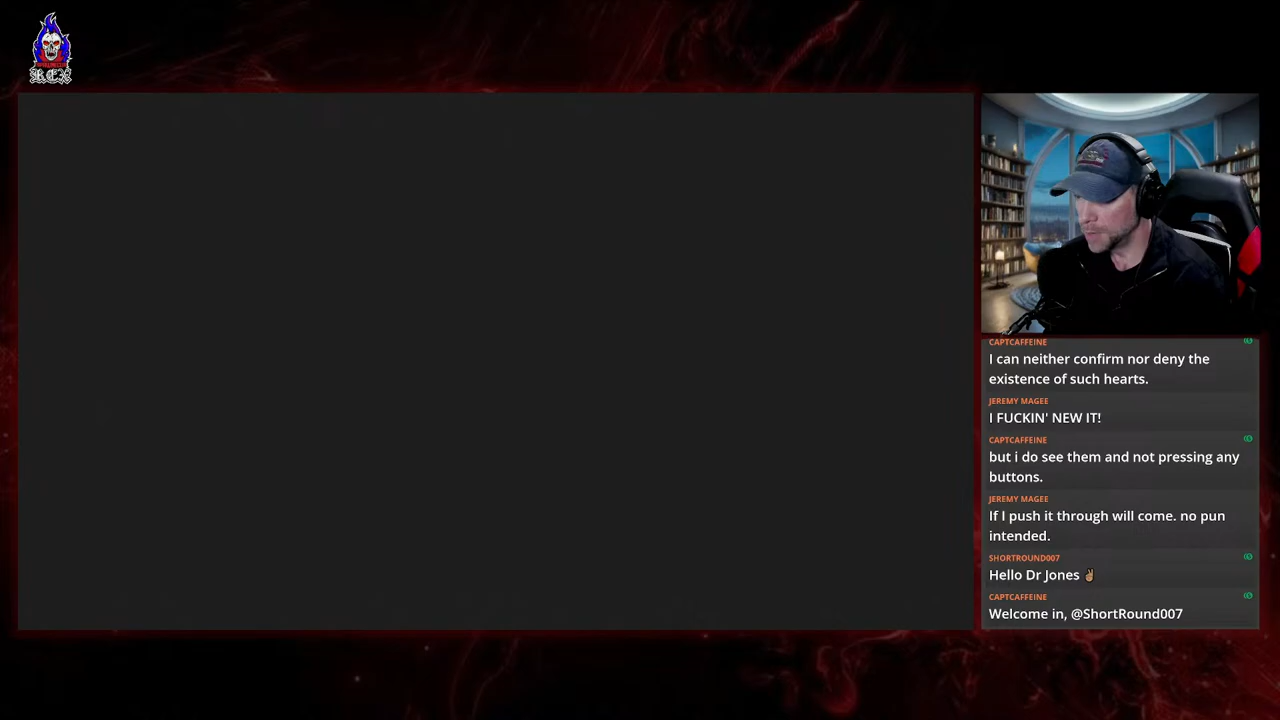 REX
CAPTCAFFEINE
I can neither confirm nor deny the
existence of such hearts.
JEREMY MAGEE
I FUCKIN' NEW IT!
CAPTCAFFEINE
but i do see them and not pressing any
buttons.
JEREMY MAGEE
If I push it through will come. no pun
intended.
SHORTROUND007
Hello Dr Jones ✌🏽
CAPTCAFFEINE
Welcome in, @ShortRound007